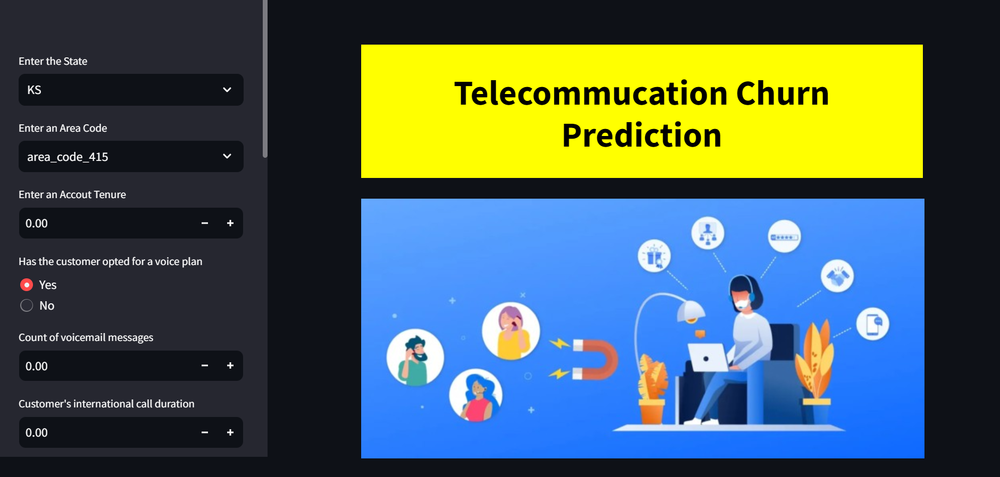 Enter the State
KS
Enter an Area Code
area_code_415
Enter an Accout Tenure
0.00
Has the customer opted for a voice plan
Yes
No
Count of voicemail messages
0.00
Customer's international call duration
0.00
Telecommucation Churn
Prediction